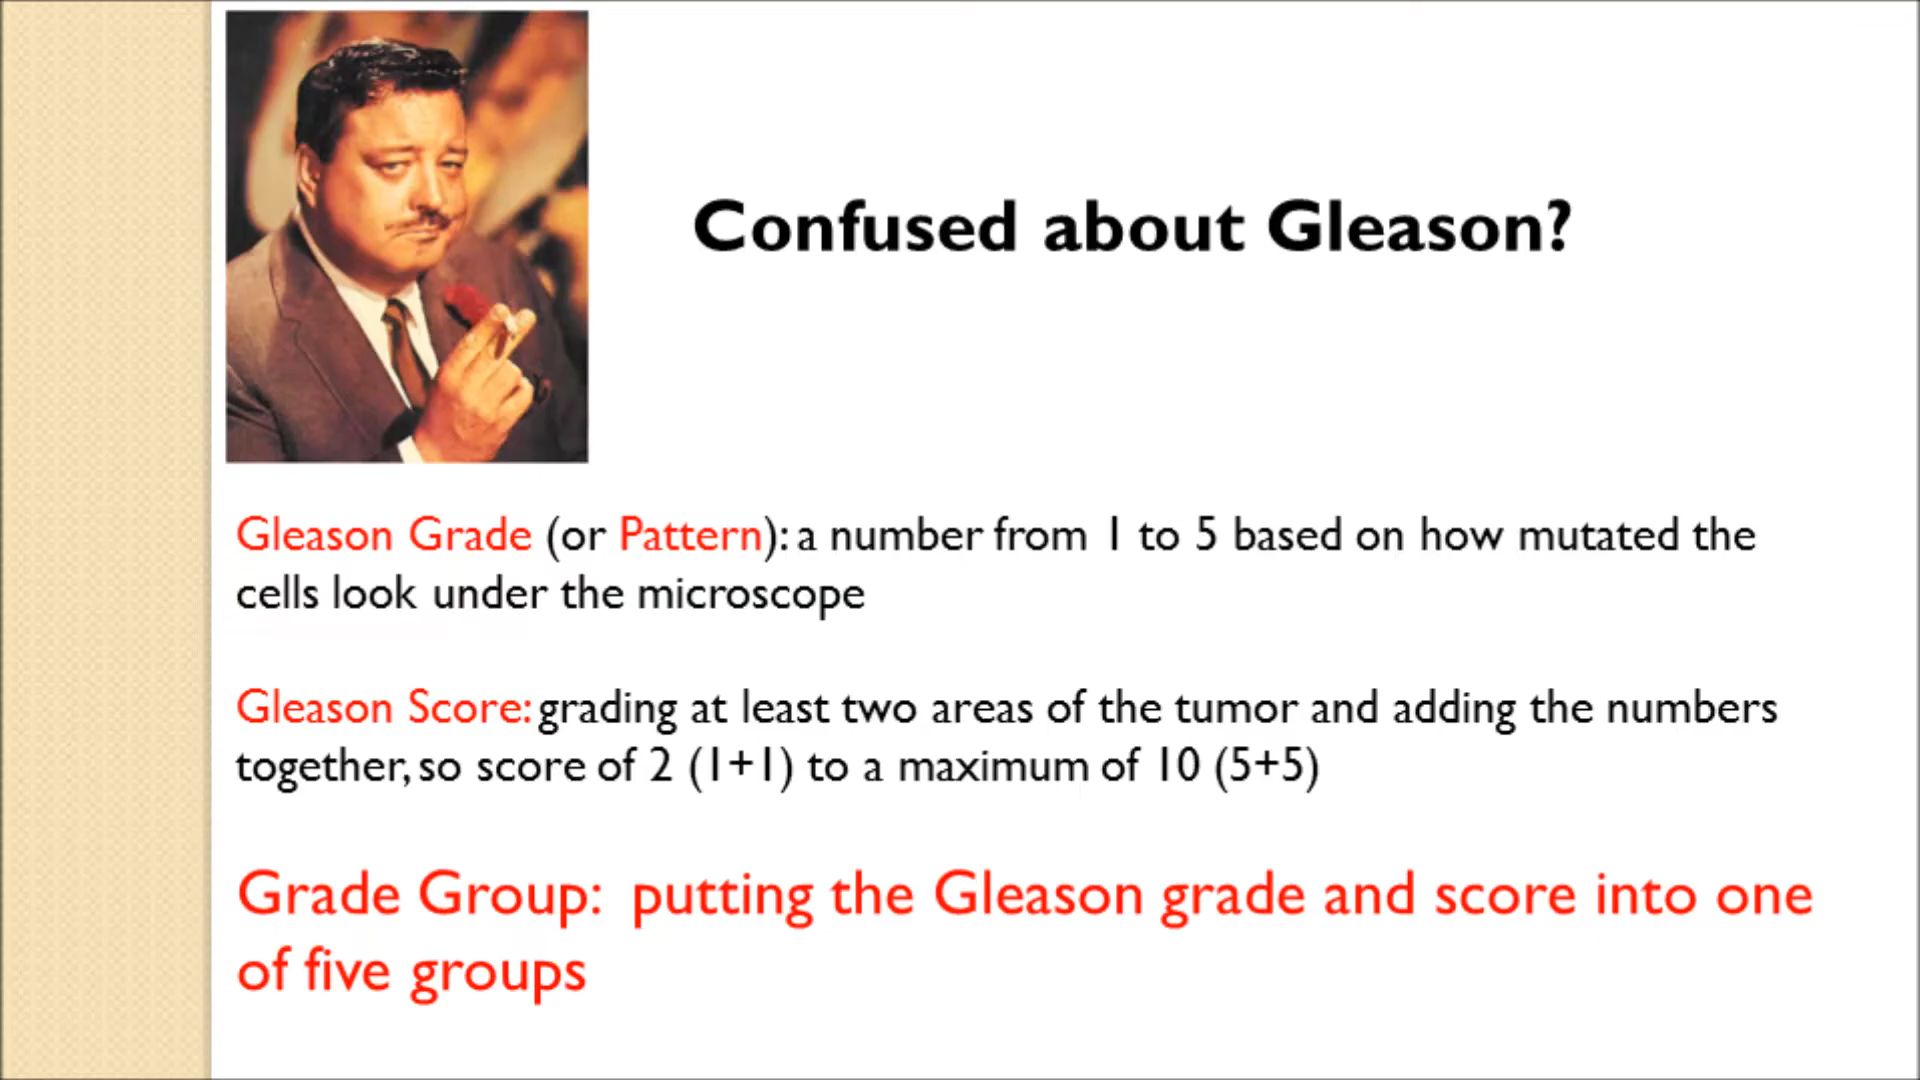 Confused about Gleason?
Gleason Grade (or Pattern): a number from 1 to 5 based on how mutated the
cells look under the microscope
Gleason Score: grading at least two areas of the tumor and adding the numbers
together, so score of 2 (1+1) to a maximum of 10 (5+5)
Grade Group: putting the Gleason grade and score into one
of five groups